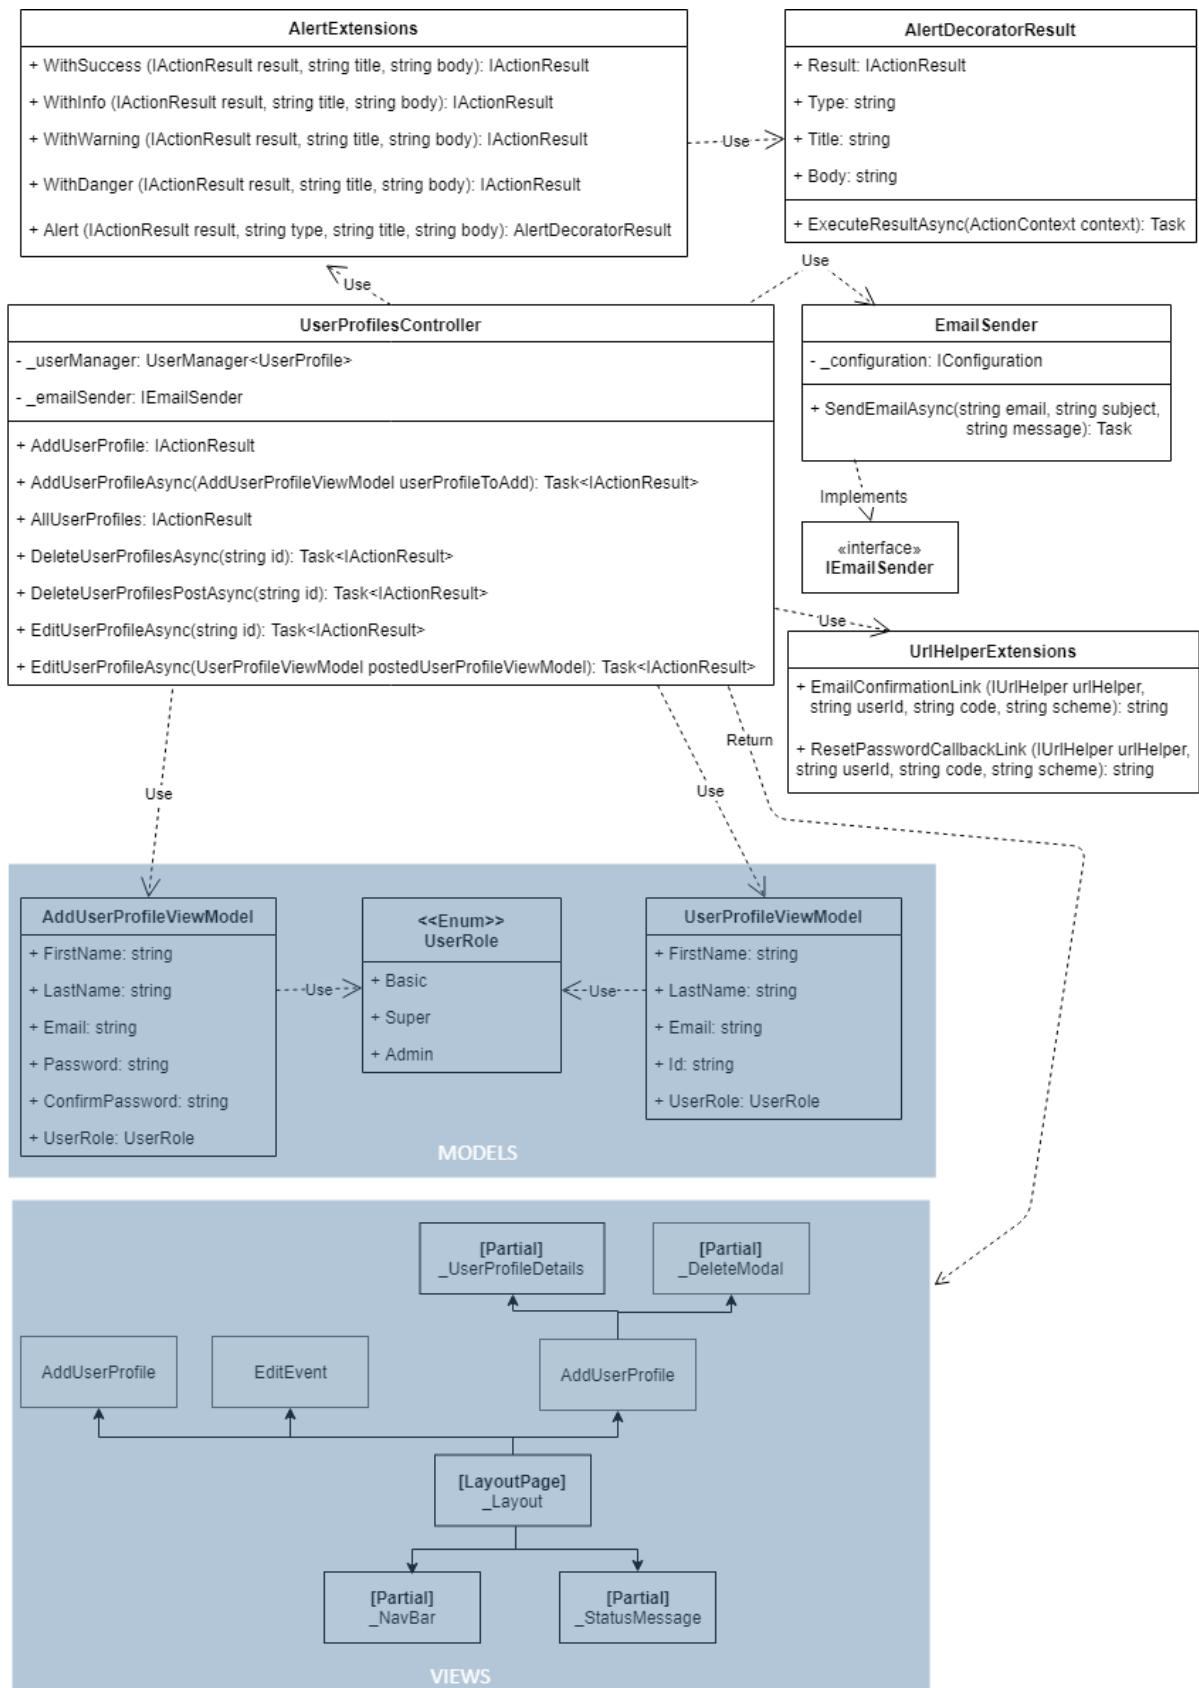 AlertExtensions
+ WithSuccess (IActionResult result, string title, string body): IActionResult
+ WithInfo (IActionResult result, string title, string body): IActionResult
+ WithWarning (IActionResult result, string title, string body): IActionResult
+ WithDanger (IActionResult result, string title, string body): IActionResult
+ Alert (IActionResult result, string type, string title, string body): AlertDecoratorResult
Use
AlertDecoratorResult
+ Result: IActionResult
+ Type: string
+ Title: string
+ Body: string
+ ExecuteResultAsync(ActionContext context): Task
Use
Use
UserProfilesController
- _userManager: UserManager<UserProfile>
- _emailSender: IEmailSender
+ AddUserProfile: IActionResult
+ AddUserProfileAsync(AddUserProfileViewModel userProfileToAdd): Task<IActionResult>
+ AllUserProfiles: IActionResult
+ DeleteUserProfilesAsync(string id): Task<IActionResult>
+ DeleteUserProfilesPostAsync(string id): Task<IActionResult>
+ EditUserProfileAsync(string id): Task<IActionResult>
+ EditUserProfileAsync(UserProfileViewModel postedUserProfileViewModel): Task<IActionResult>
EmailSender
- _configuration: IConfiguration
+ SendEmailAsync(string email, string subject,
string message): Task
Implements
«interface»
IEmailSender
Use
UrlHelperExtensions
+ EmailConfirmationLink (IUrlHelper urlHelper,
string userId, string code, string scheme): string
+ ResetPasswordCallbackLink (IUrlHelper urlHelper,
string userId, string code, string scheme): string
Return
Use
Use
AddUserProfileViewModel
+ FirstName: string
+ LastName: string
+ Email: string
+ Password: string
+ ConfirmPassword: string
+ UserRole: UserRole
Use
<<Enum>>
UserRole
+ Basic
+ Super
+ Admin
Use
UserProfileViewModel
+ FirstName: string
+ LastName: string
+ Email: string
+ Id: string
+ UserRole: UserRole
MODELS
[Partial]
_UserProfileDetails
[Partial]
_DeleteModal
AddUserProfile
EditEvent
AddUserProfile
[LayoutPage]
_Layout
[Partial]
_NavBar
[Partial]
_StatusMessage
VIEWS